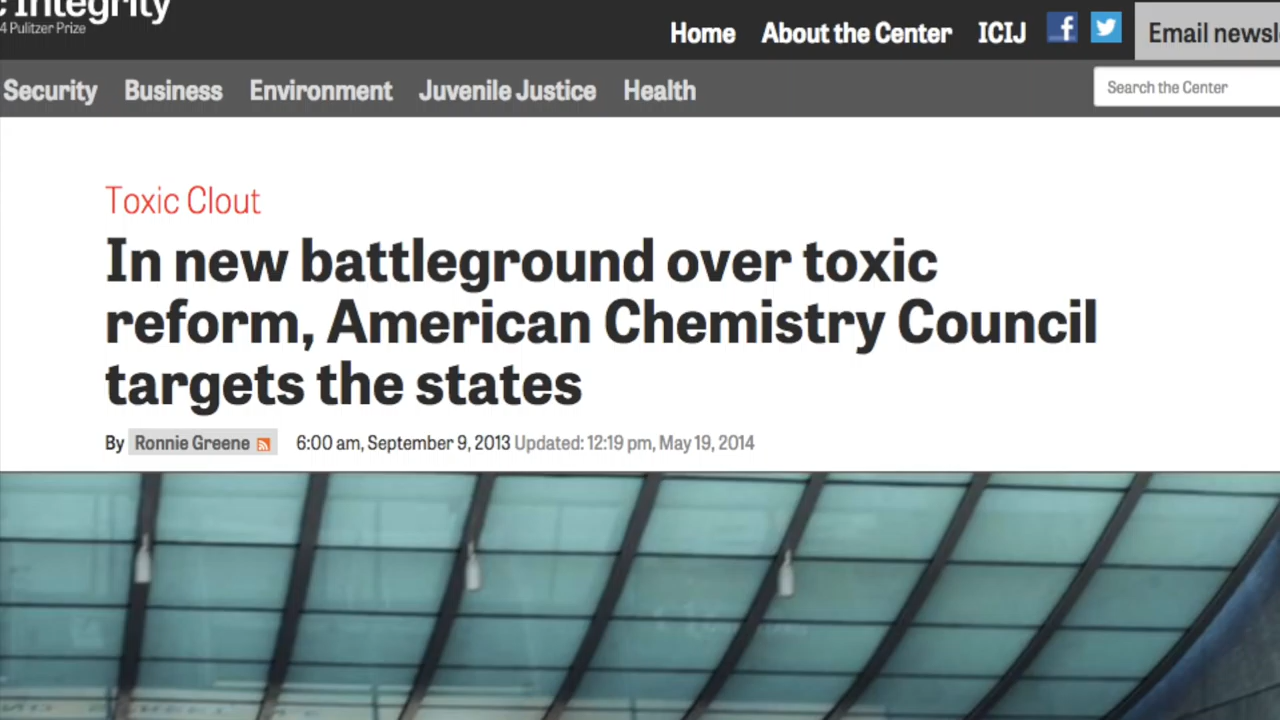 c Integrity
4 Pulitzer Prize
Home About the Center ICIJ Email newsl
Security Business Environment Juvenile Justice Health
Search the Center
Toxic Clout
In new battleground over toxic
reform, American Chemistry Council
targets the states
By Ronnie Greene 6:00 am, September 9, 2013 Updated: 12:19 pm, May 19, 2014